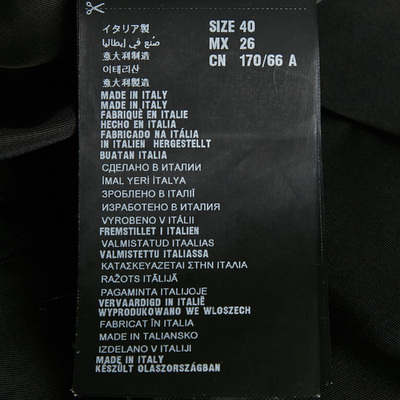 イタリア製
صنع في إيطاليا
意大利制造
이태리산
意大利製造
MADE IN ITALY
MADE IN ITALY
FABRIQUÉ EN ITALIE
HECHO EN ITALIA
FABRICADO NA ITÁLIA
IN ITALIEN HERGESTELLT
BUATAN ITALIA
СДЕЛАНО В ИТАЛИИ
İMAL YERİ İTALYA
ЗРОБЛЕНО В ІТАЛІЇ
ИЗРАБОТЕНО В ИТАЛИЯ
VYROBENO V ITÁLII
FREMSTILLET I ITALIEN
VALMISTATUD ITAALIAS
VALMISTETTU ITALIASSA
ΚΑΤΑΣΚΕΥΑΖΕΤΑΙ ΣΤΗΝ ΙΤΑΛΙΑ
RAŽOTS ITĀLIJĀ
PAGAMINTA ITALIJOJE
VERVAARDIGD IN ITALIË
WYPRODUKOWANO WE WLOSZECH
FABRICAT ÎN ITALIA
MADE IN TALIANSKO
IZDELANO V ITALIJI
MADE IN ITALY
KÉSZÜLT OLASZORSZÁGBAN
SIZE 40
MX 26
CN 170/66 A